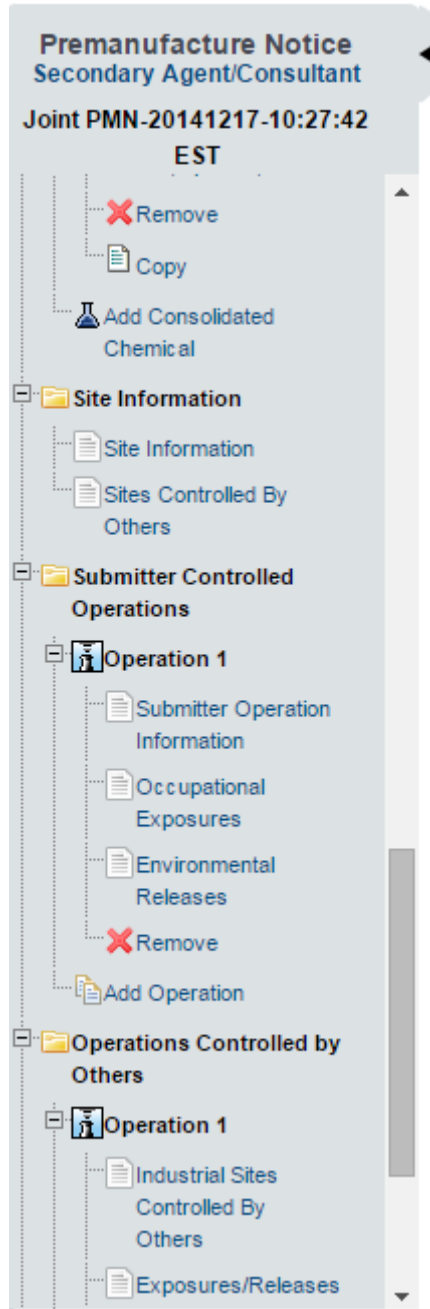 Premanufacture Notice
Secondary Agent/Consultant
Joint PMN-20141217-10:27:42
EST
Remove
Copy
Add Consolidated
Chemical
Site Information
Site Information
Sites Controlled By
Others
Submitter Controlled
Operations
Operation 1
Submitter Operation
Information
Occupational
Exposures
Environmental
Releases
Remove
Add Operation
Operations Controlled by
Others
Operation 1
Industrial Sites
Controlled By
Others
Exposures/Releases